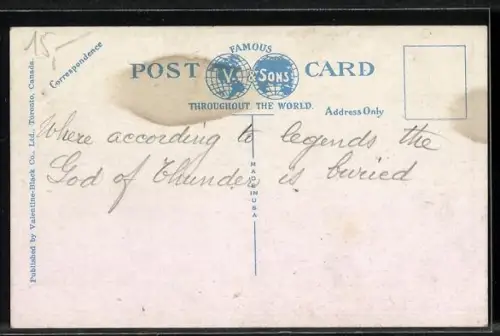 15,-
Correspondence
FAMOUS
POST V. & SONS CARD
THROUGHOUT THE WORLD.
Address Only
Where according to legends the
God of Thunder is buried
MADE IN USA
Published by Valentine-Black Co., Ltd., Toronto, Canada.